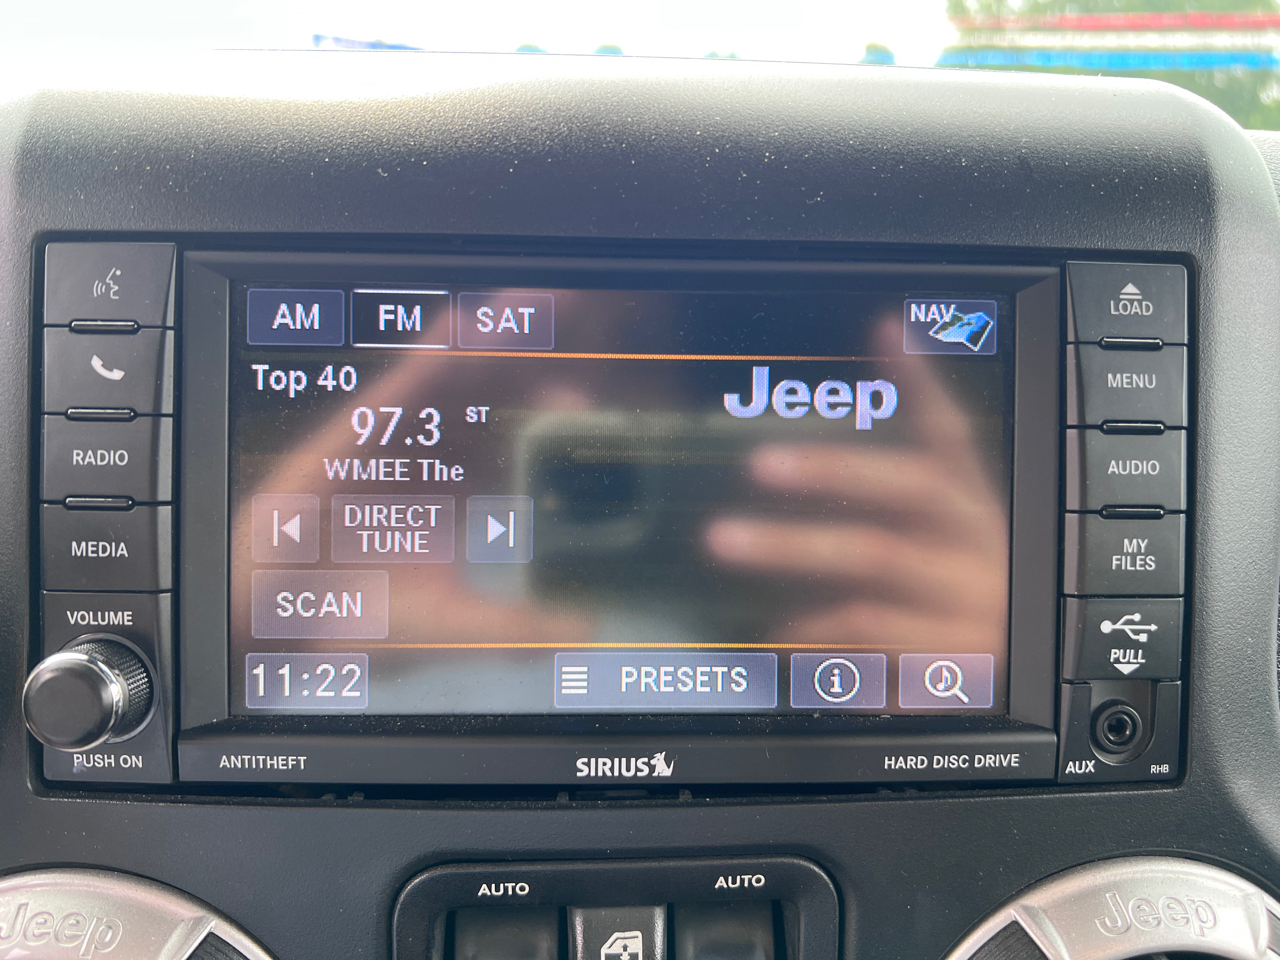 AM
FM
SAT
NAV
Top 40
Jeep
97.3 ST
WMEE The
DIRECT
TUNE
SCAN
11:22
PRESETS
i
RADIO
MEDIA
VOLUME
PUSH ON
LOAD
MENU
AUDIO
MY
FILES
PULL
AUX
RHB
ANTITHEFT
SIRIUS
HARD DISC DRIVE
AUTO
AUTO
Jeep
Jeep